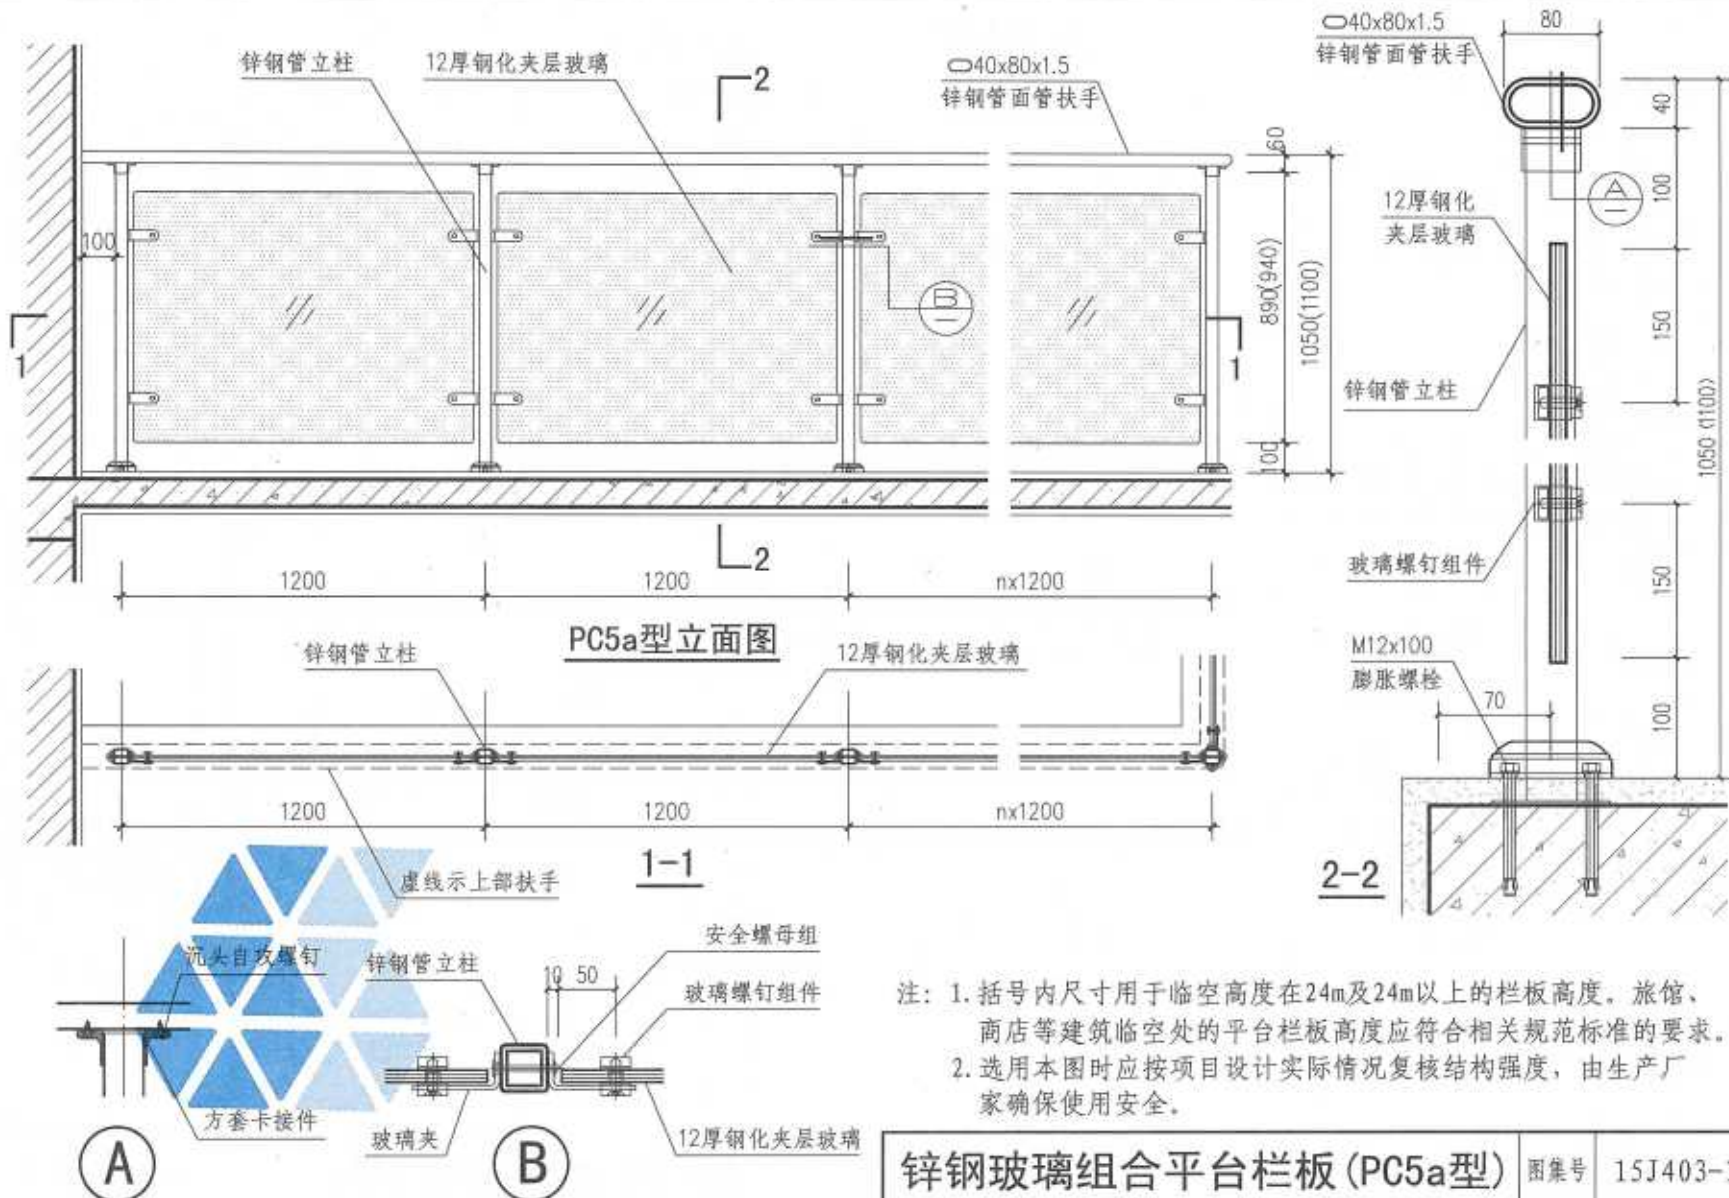 锌钢管立柱
12厚钢化夹层玻璃
2
⬭40x80x1.5
锌钢管面管扶手
100
B
1
1
60
890(940)
100
1050(1100)
2
1200
1200
nx1200
PC5a型立面图
锌钢管立柱
12厚钢化夹层玻璃
1200
1200
nx1200
1-1
虚线示上部扶手
⬭40x80x1.5
锌钢管面管扶手
80
40
100
A
12厚钢化
夹层玻璃
150
锌钢管立柱
1050(1100)
玻璃螺钉组件
150
M12x100
膨胀螺栓
70
100
2-2
沉头自攻螺钉
方套卡接件
A
锌钢管立柱
10
50
安全螺母组
玻璃螺钉组件
玻璃夹
12厚钢化夹层玻璃
B
注: 1.括号内尺寸用于临空高度在24m及24m以上的栏板高度。旅馆、
商店等建筑临空处的平台栏板高度应符合相关规范标准的要求。
2.选用本图时应按项目设计实际情况复核结构强度，由生产厂
家确保使用安全。
锌钢玻璃组合平台栏板(PC5a型)
图集号
15J403-